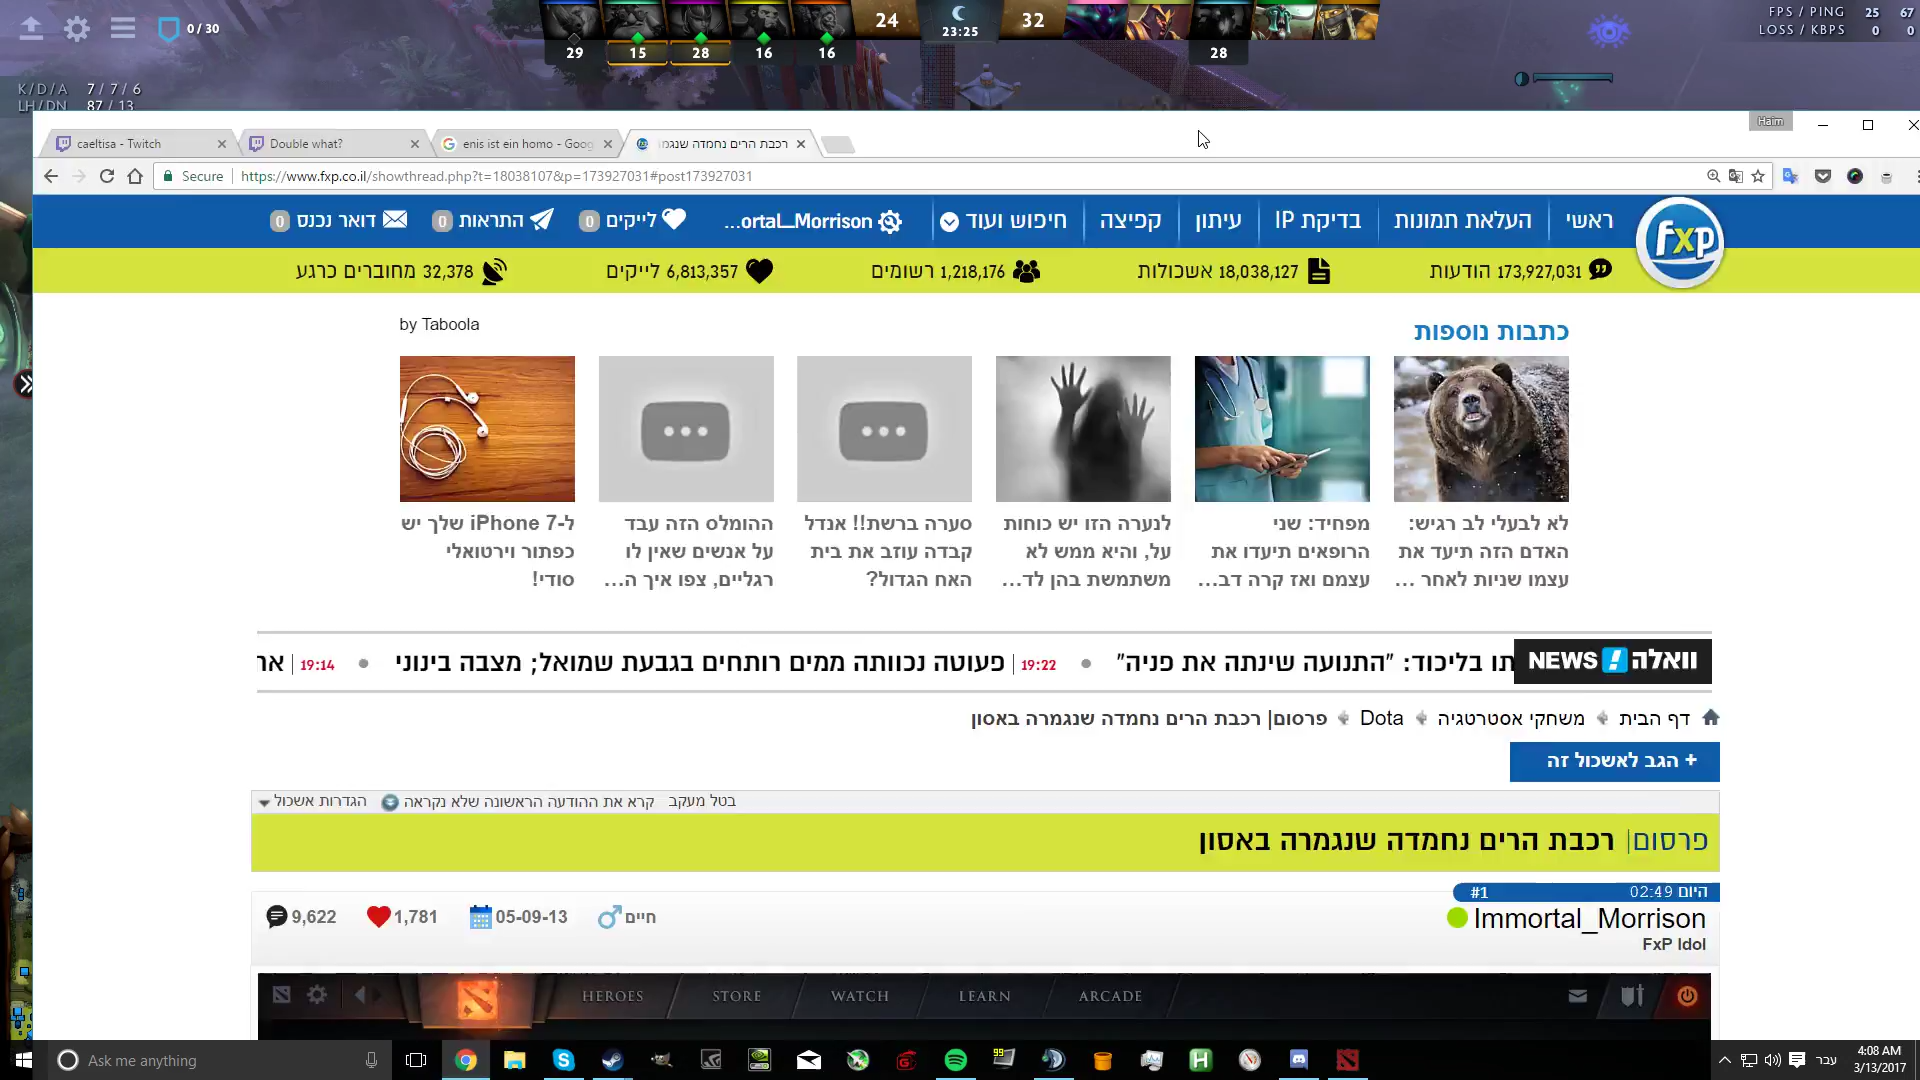 0 / 30
24
23:25
32
FPS / PING 25 67
LOSS / KBPS 0 0
29
15
28
16
16
28
K / D / A 7 / 7 / 6
LH/DN 87 / 13
Haim
caeltisa - Twitch
Double what?
enis ist ein homo - Goog
רכבת הרים נחמדה שנגמ
Secure
https://www.fxp.co.il/showthread.php?t=18038107&p=173927031#post173927031
ראשי
העלאת תמונות
בדיקת IP
עיתון
קפיצה
חיפוש ועוד
...ortal_Morrison
לייקים 0
התראות 0
דואר נכנס 0
fxp
173,927,031 הודעות
18,038,127 אשכולות
1,218,176 רשומים
6,813,357 לייקים
32,378 מחוברים כרגע
כתבות נוספות
by Taboola
לא לבעלי לב רגיש:
האדם הזה תיעד את
עצמו שניות לאחר ...
מפחיד: שני
הרופאים תיעדו את
עצמם ואז קרה דב...
לנערה הזו יש כוחות
על, והיא ממש לא
משתמשת בהן לד...
סערה ברשת!! אנדל
קבדה עוזב את בית
האח הגדול?
ההומלס הזה עבד
על אנשים שאין לו
רגליים, צפו איך ה...
ל-iPhone 7 שלך יש
כפתור וירטואלי
סודי!
וואלה! NEWS
תו בליכוד: "התנועה שינתה את פניה"
19:22 | פעוטה נכוותה ממים רותחים בגבעת שמואל; מצבה בינוני
19:14 | אר
דף הבית
משחקי אסטרטגיה
Dota
פרסום| רכבת הרים נחמדה שנגמרה באסון
+ הגב לאשכול זה
בטל מעקב
קרא את ההודעה הראשונה שלא נקראה
הגדרות אשכול
פרסום| רכבת הרים נחמדה שנגמרה באסון
היום 02:49
#1
Immortal_Morrison
FxP Idol
חיים
05-09-13
1,781
9,622
HEROES
STORE
WATCH
LEARN
ARCADE
Ask me anything
99
עבר
4:08 AM
3/13/2017